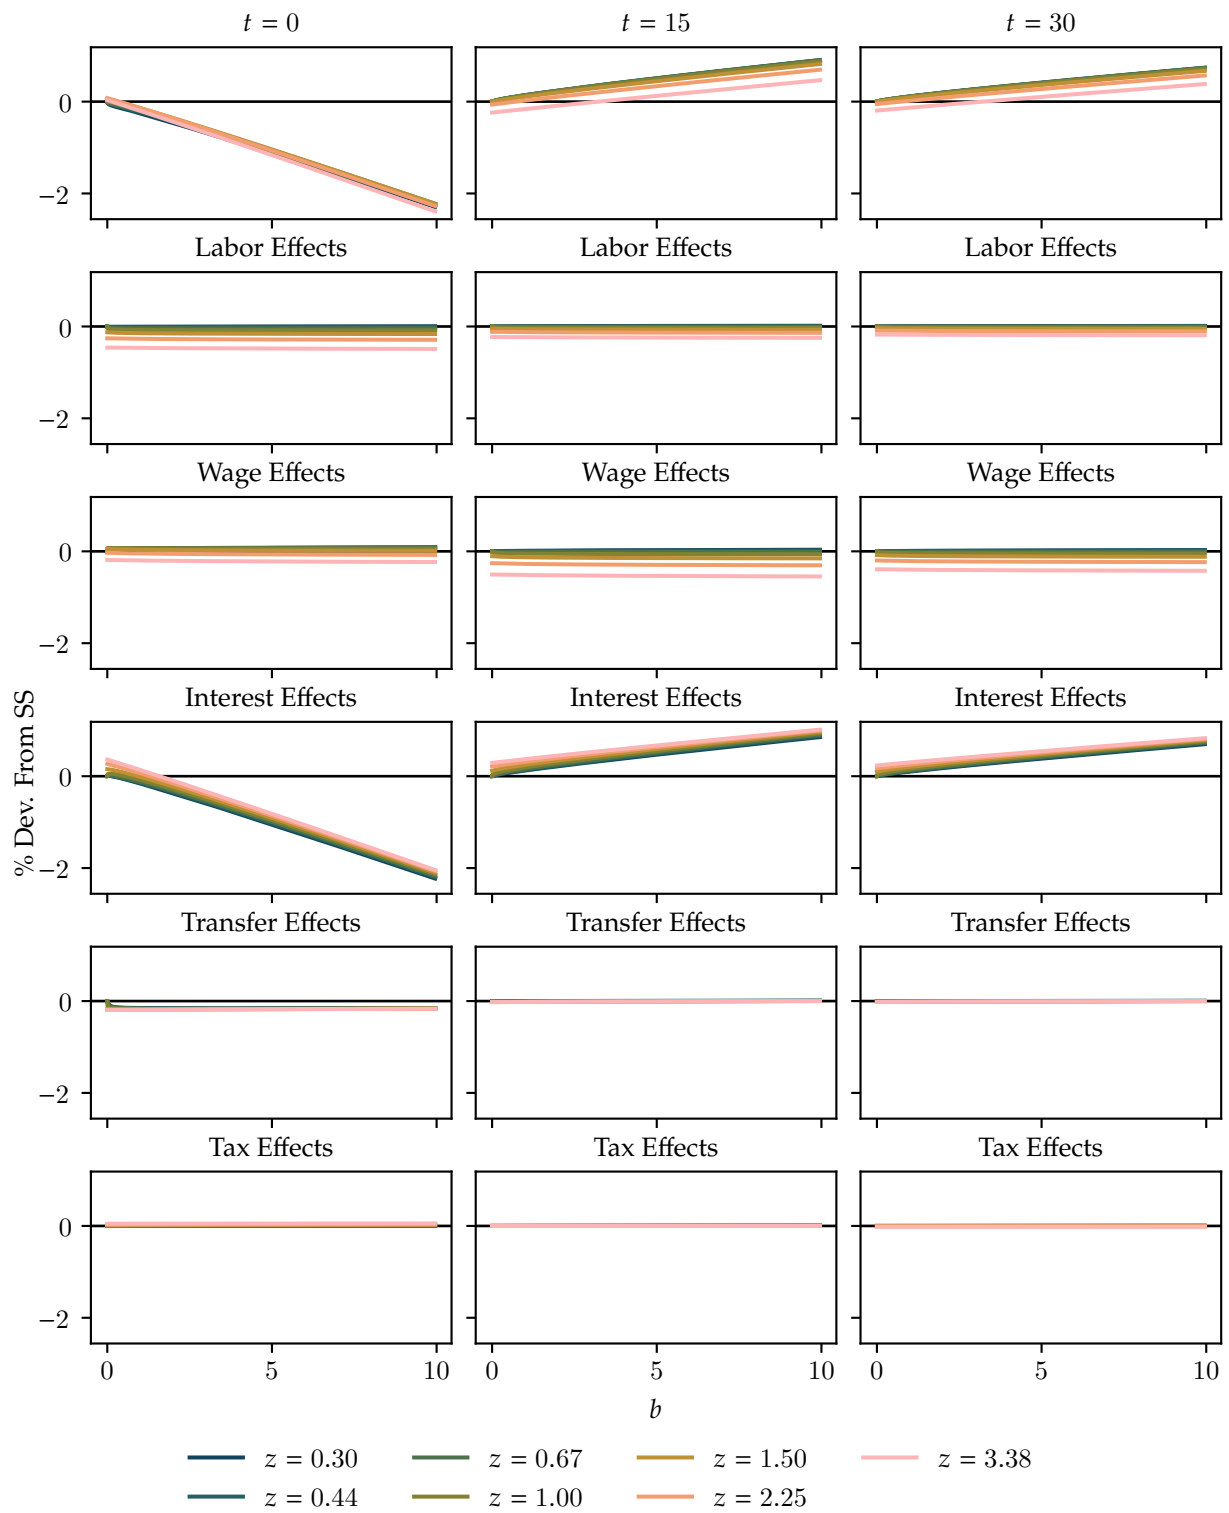 t = 0 t = 15 t = 30
0
−2
Labor Effects Labor Effects Labor Effects
0
−2
Wage Effects Wage Effects Wage Effects
0
−2
Interest Effects Interest Effects Interest Effects
0
−2
% Dev. From SS
Transfer Effects Transfer Effects Transfer Effects
0
−2
Tax Effects Tax Effects Tax Effects
0
−2
0 5 10 0 5 10 0 5 10
b
z = 0.30 z = 0.67 z = 1.50 z = 3.38
z = 0.44 z = 1.00 z = 2.25